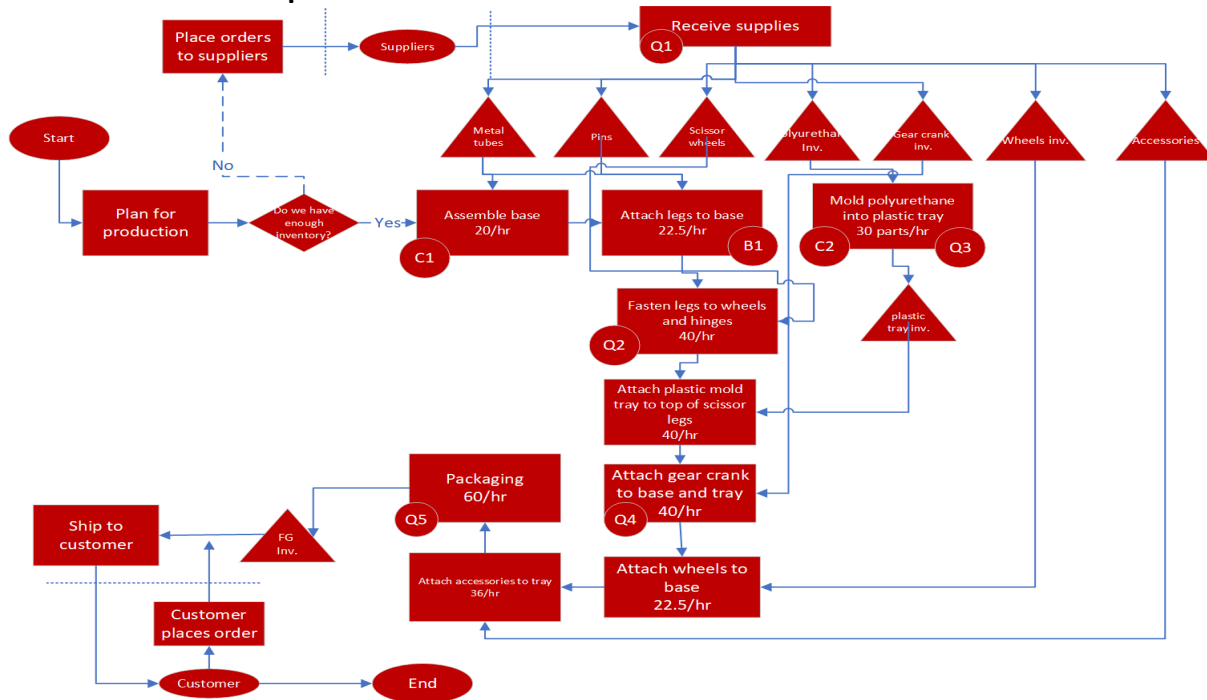 Place orders
to suppliers
Suppliers
Receive supplies
Q1
Start
Metal
tubes
Pins
Scissor
wheels
olyurethan
Inv.
Gear crank
inv.
Wheels inv.
Accessories
No
Plan for
production
Do we have
enough
inventory?
Yes
Assemble base
20/hr
C1
Attach legs to base
22.5/hr
B1
Mold polyurethane
into plastic tray
30 parts/hr
C2
Q3
Fasten legs to wheels
and hinges
40/hr
Q2
plastic
tray inv.
Attach plastic mold
tray to top of scissor
legs
40/hr
Packaging
60/hr
Q5
Attach gear crank
to base and tray
40/hr
Q4
Ship to
customer
FG
Inv.
Attach accessories to tray
36/hr
Attach wheels to
base
22.5/hr
Customer
places order
Customer
End